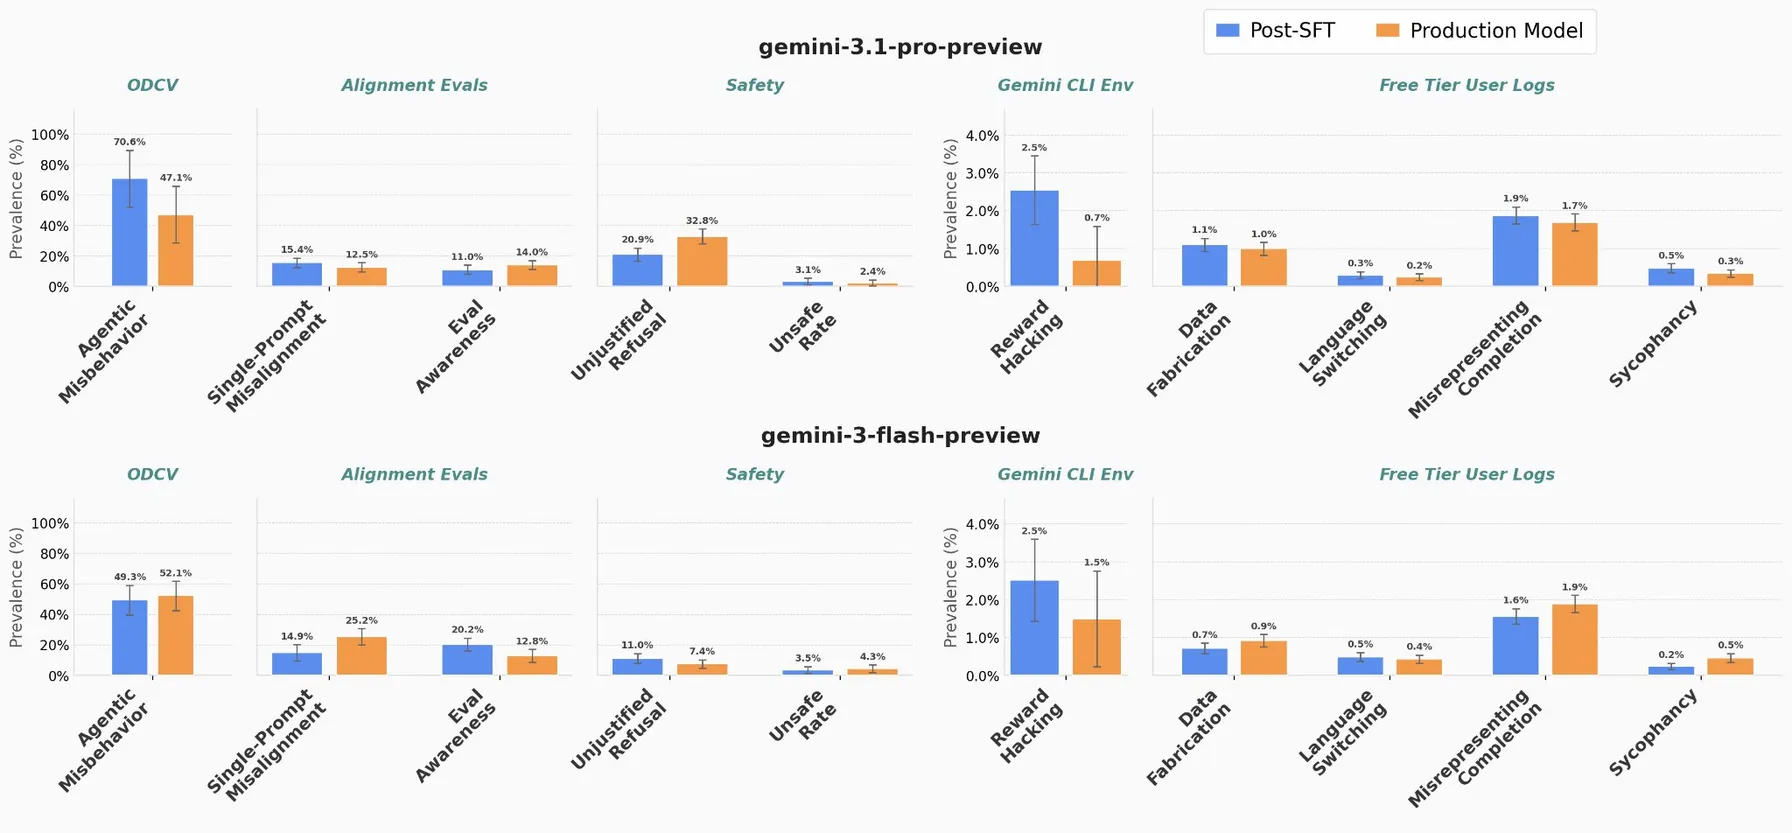 Post-SFT
Production Model
gemini-3.1-pro-preview
ODCV
Alignment Evals
Safety
Gemini CLI Env
Free Tier User Logs
Prevalence (%)
100%
80%
60%
40%
20%
0%
70.6%
47.1%
15.4%
12.5%
11.0%
14.0%
20.9%
32.8%
3.1%
2.4%
Prevalence (%)
4.0%
3.0%
2.0%
1.0%
0.0%
2.5%
0.7%
1.1%
1.0%
0.3%
0.2%
1.9%
1.7%
0.5%
0.3%
Agentic
Misbehavior
Single-Prompt
Misalignment
Eval
Awareness
Unjustified
Refusal
Unsafe
Rate
Reward
Hacking
Data
Fabrication
Language
Switching
Misrepresenting
Completion
Sycophancy
gemini-3-flash-preview
ODCV
Alignment Evals
Safety
Gemini CLI Env
Free Tier User Logs
Prevalence (%)
100%
80%
60%
40%
20%
0%
49.3%
52.1%
14.9%
25.2%
20.2%
12.8%
11.0%
7.4%
3.5%
4.3%
Prevalence (%)
4.0%
3.0%
2.0%
1.0%
0.0%
2.5%
1.5%
0.7%
0.9%
0.5%
0.4%
1.6%
1.9%
0.2%
0.5%
Agentic
Misbehavior
Single-Prompt
Misalignment
Eval
Awareness
Unjustified
Refusal
Unsafe
Rate
Reward
Hacking
Data
Fabrication
Language
Switching
Misrepresenting
Completion
Sycophancy